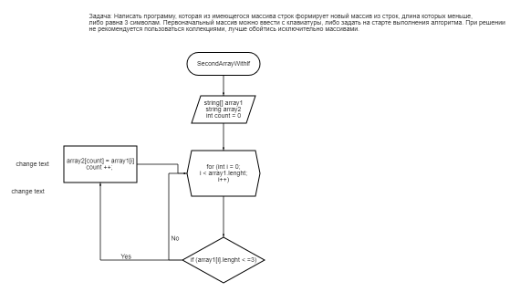 Задача: Написать программу, которая из имеющегося массива строк формирует новый массив из строк, длина которых меньше,
либо равна 3 символам. Первоначальный массив можно ввести с клавиатуры, либо задать на старте выполнения алгоритма. При решении
не рекомендуется пользоваться коллекциями, лучше обойтись исключительно массивами.
SecondArrayWithIf
string[] array1
string array2
int count = 0
change text
array2[count] = array1[i]
count ++;
for (int i = 0;
i < array1.lenght;
i++)
change text
No
Yes
if (array1[i].lenght < =3)